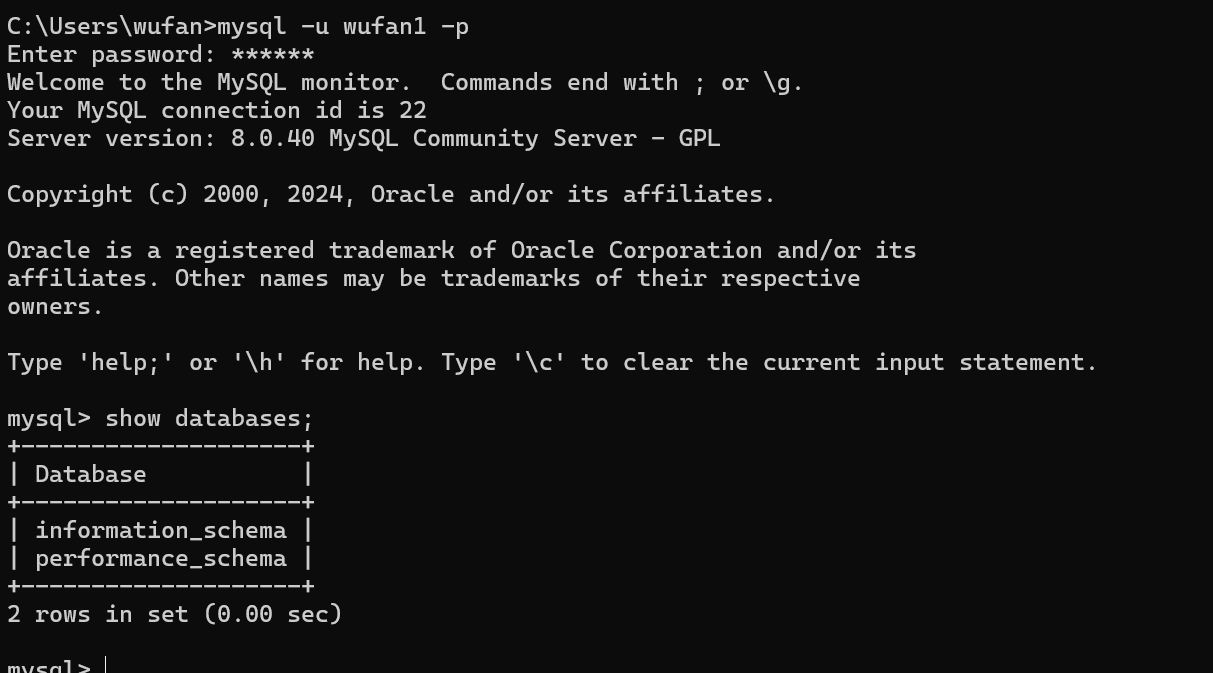 C:\Users\wufan>mysql -u wufan1 -p
Enter password: ******
Welcome to the MySQL monitor.  Commands end with ; or \g.
Your MySQL connection id is 22
Server version: 8.0.40 MySQL Community Server - GPL

Copyright (c) 2000, 2024, Oracle and/or its affiliates.

Oracle is a registered trademark of Oracle Corporation and/or its
affiliates. Other names may be trademarks of their respective
owners.

Type 'help;' or '\h' for help. Type '\c' to clear the current input statement.

mysql> show databases;
+--------------------+
| Database           |
+--------------------+
| information_schema |
| performance_schema |
+--------------------+
2 rows in set (0.00 sec)

mysql>